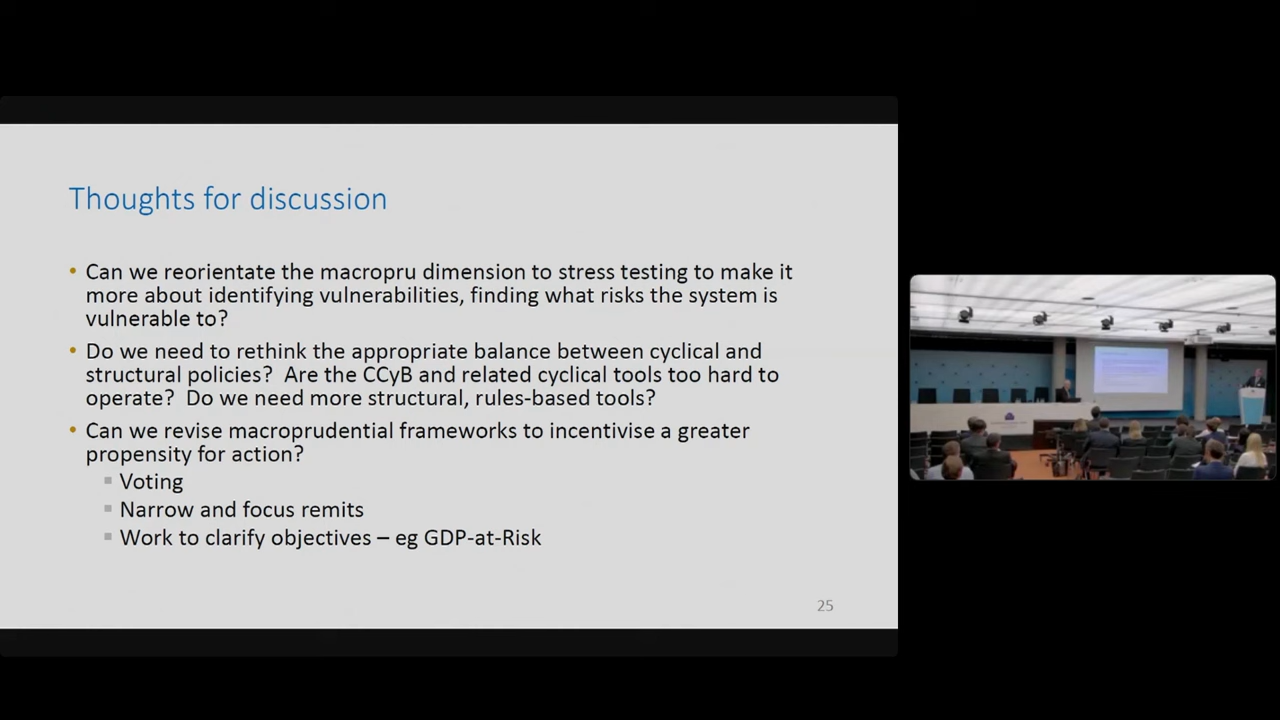 Thoughts for discussion
• Can we reorientate the macropru dimension to stress testing to make it
more about identifying vulnerabilities, finding what risks the system is
vulnerable to?
• Do we need to rethink the appropriate balance between cyclical and
structural policies?  Are the CCyB and related cyclical tools too hard to
operate?  Do we need more structural, rules-based tools?
• Can we revise macroprudential frameworks to incentivise a greater
propensity for action?
▪ Voting
▪ Narrow and focus remits
▪ Work to clarify objectives – eg GDP-at-Risk
25